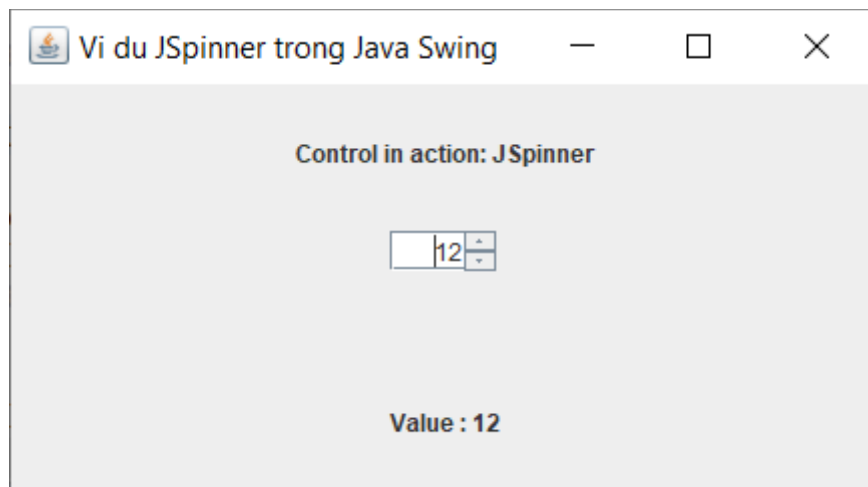 Vi du JSpinner trong Java Swing
Control in action: JSpinner
12
Value : 12